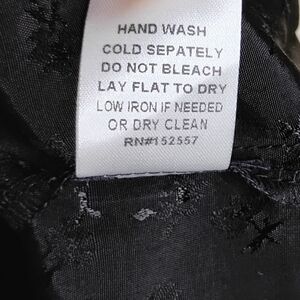 HAND WASH
COLD SEPATELY
DO NOT BLEACH
LAY FLAT TO DRY
LOW IRON IF NEEDED
OR DRY CLEAN
RN#152557